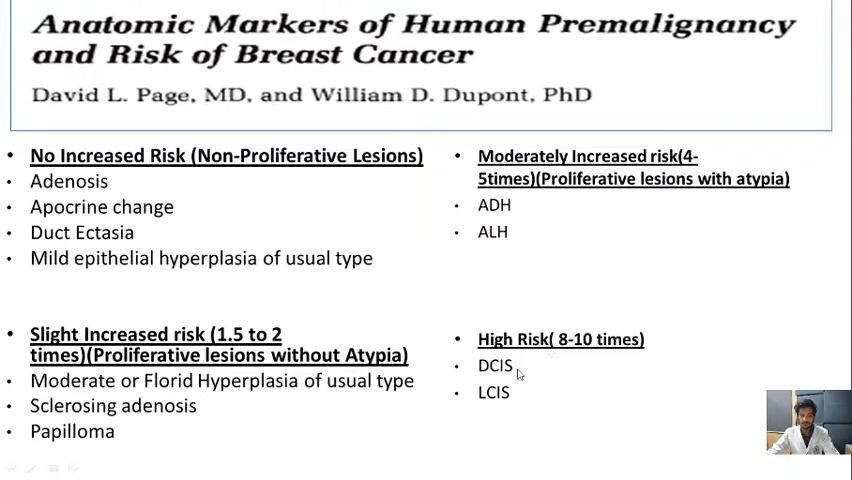 Anatomic Markers of Human Premalignancy
and Risk of Breast Cancer
David L. Page, MD, and William D. Dupont, PhD
• No Increased Risk (Non-Proliferative Lesions)
• Adenosis
• Apocrine change
• Duct Ectasia
• Mild epithelial hyperplasia of usual type
• Slight Increased risk (1.5 to 2
times)(Proliferative lesions without Atypia)
• Moderate or Florid Hyperplasia of usual type
• Sclerosing adenosis
• Papilloma
• Moderately Increased risk(4-
5times)(Proliferative lesions with atypia)
• ADH
• ALH
• High Risk( 8-10 times)
• DCIS
• LCIS